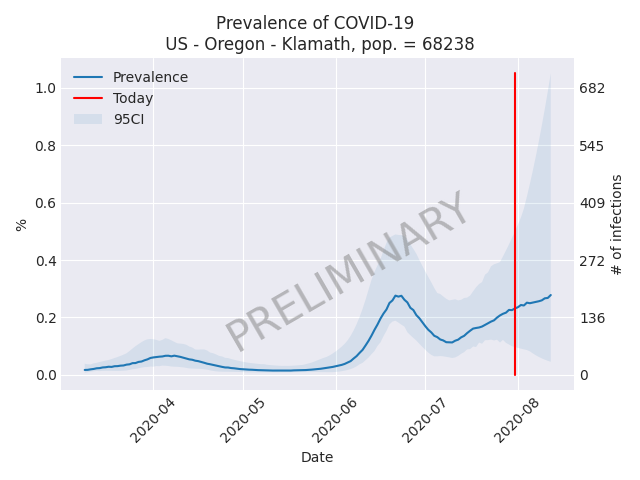 Prevalence of COVID-19
US - Oregon - Klamath, pop. = 68238
Prevalence
Today
95CI
PRELIMINARY
%
1.0
0.8
0.6
0.4
0.2
0.0
682
545
409
272
136
0
# of infections
2020-04
2020-05
2020-06
2020-07
2020-08
Date